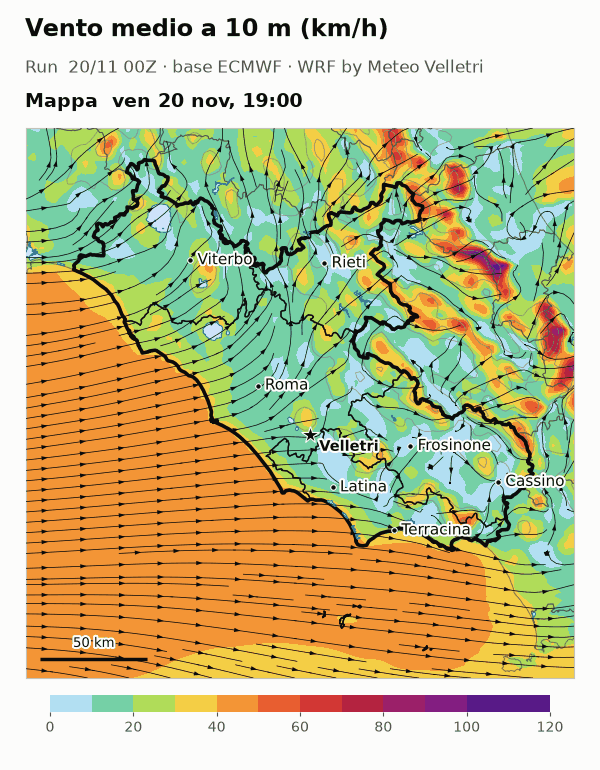 Vento medio a 10 m (km/h)
Run 20/11 00Z · base ECMWF · WRF by Meteo Velletri
Mappa ven 20 nov, 19:00
Viterbo
Rieti
Roma
Velletri
Frosinone
Cassino
Latina
Terracina
50 km
0 20 40 60 80 100 120